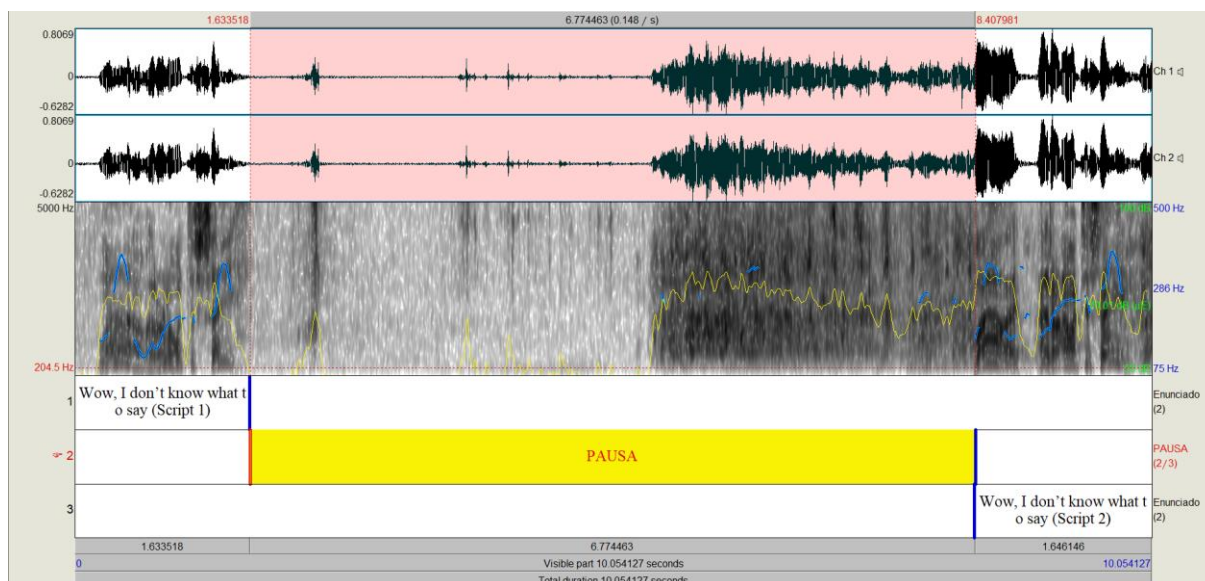 1.633518 6.774463 (0.148 / s) 8.407981
0.8069
0
-0.6282
Ch 1
0.8069
0
-0.6282
Ch 2
5000 Hz
500 Hz
286 Hz
204.5 Hz
75 Hz
1
Wow, I don't know what t
o say (Script 1)
Enunciado
(2)
2
PAUSA
PAUSA
(2/3)
3
Wow, I don't know what t
o say (Script 2)
Enunciado
(2)
1.633518 6.774463 1.646146
0 Visible part 10.054127 seconds 10.054127
Total duration 10.054127 seconds